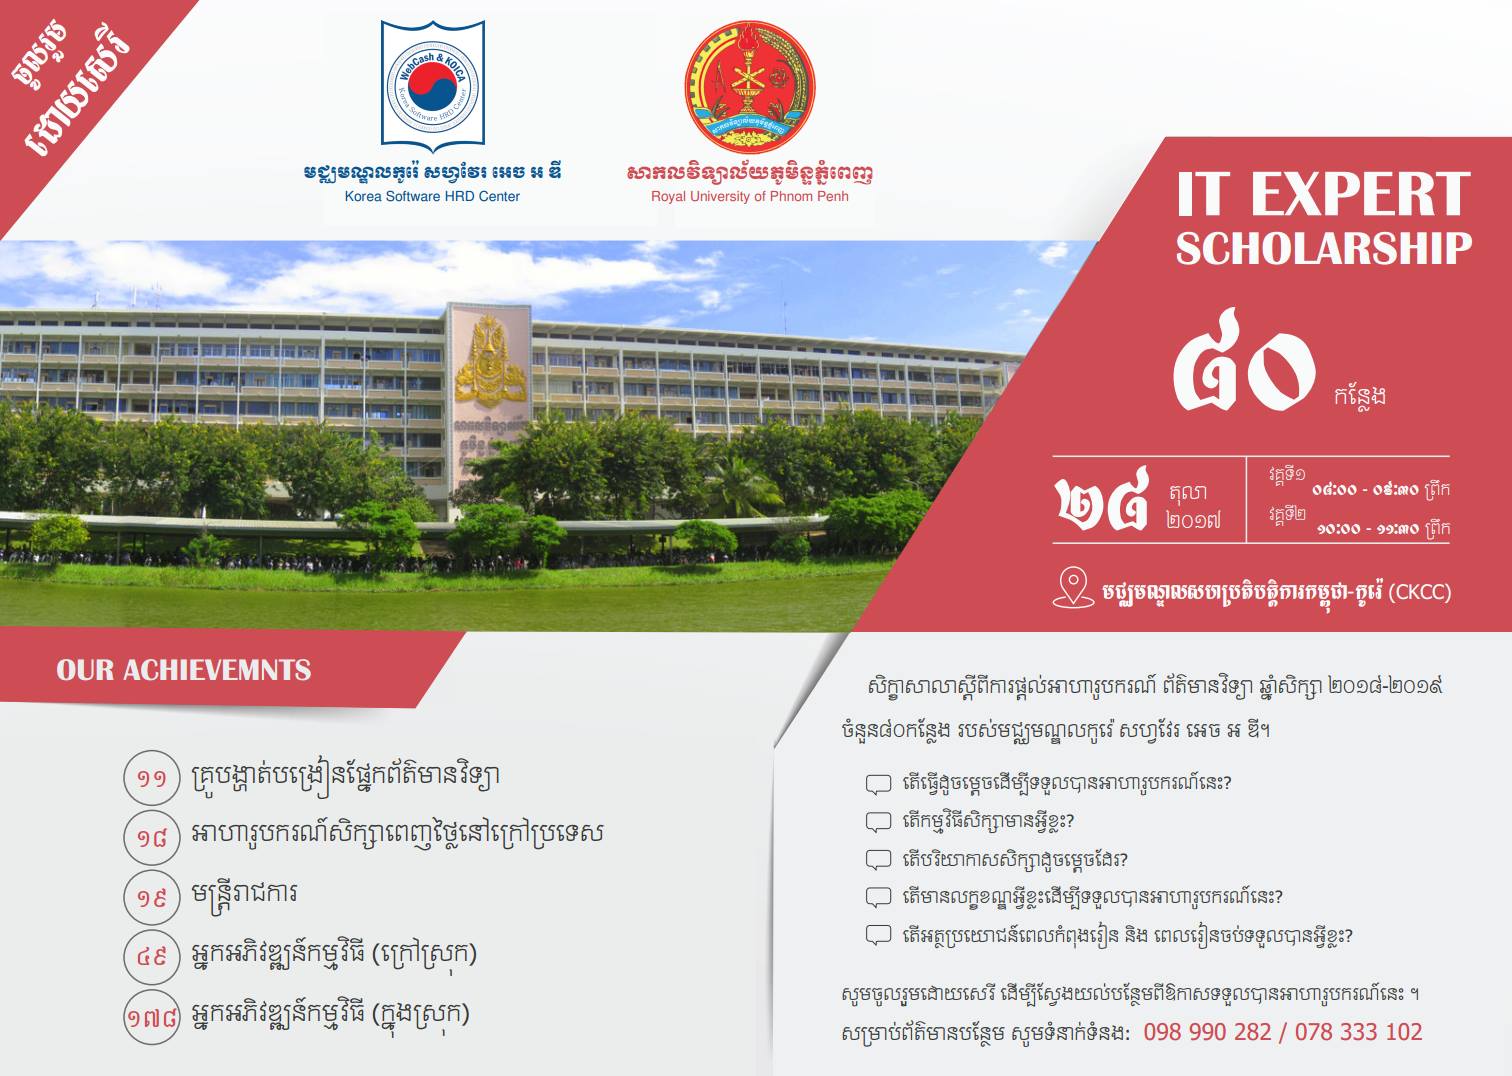 ចូលរួម
ដោយសេរី
WebCash & KOICA
Korea Software HRD Center
មជ្ឈមណ្ឌលកូរ៉េ សហ្វវែរ អេច អ ឌី
Korea Software HRD Center
សាកលវិទ្យាល័យភូមិន្ទភ្នំពេញ
សាកលវិទ្យាល័យភូមិន្ទភ្នំពេញ
Royal University of Phnom Penh
IT EXPERT
SCHOLARSHIP
៨០ កន្លែង
២៨ តុលា ២០១៧
វគ្គទី១ ០៨:០០ - ០៩:៣០ ព្រឹក
វគ្គទី២ ១០:០០ - ១១:៣០ ព្រឹក
មជ្ឈមណ្ឌលសហប្រតិបត្តិការកម្ពុជា-កូរ៉េ (CKCC)
OUR ACHIEVEMNTS
១១ គ្រូបង្ហាត់បង្រៀនផ្នែកព័ត៌មានវិទ្យា
១៨ អាហារូបករណ៍សិក្សាពេញថ្លៃនៅក្រៅប្រទេស
១៩ មន្ត្រីរាជការ
៤៩ អ្នកអភិវឌ្ឍន៍កម្មវិធី (ក្រៅស្រុក)
១៧៨ អ្នកអភិវឌ្ឍន៍កម្មវិធី (ក្នុងស្រុក)
សិក្ខាសាលាស្តីពីការផ្តល់អាហារូបករណ៍ ព័ត៌មានវិទ្យា ឆ្នាំសិក្សា ២០១៨-២០១៩
ចំនួន៨០កន្លែង របស់មជ្ឈមណ្ឌលកូរ៉េ សហ្វវែរ អេច អ ឌី។
តើធ្វើដូចម្តេចដើម្បីទទួលបានអាហារូបករណ៍នេះ?
តើកម្មវិធីសិក្សាមានអ្វីខ្លះ?
តើបរិយាកាសសិក្សាដូចម្តេចដែរ?
តើមានលក្ខខណ្ឌអ្វីខ្លះដើម្បីទទួលបានអាហារូបករណ៍នេះ?
តើអត្ថប្រយោជន៍ពេលកំពុងរៀន និង ពេលរៀនចប់ទទួលបានអ្វីខ្លះ?
សូមចូលរួមដោយសេរី ដើម្បីស្វែងយល់បន្ថែមពីឱកាសទទួលបានអាហារូបករណ៍នេះ ។
សម្រាប់ព័ត៌មានបន្ថែម សូមទំនាក់ទំនង: 098 990 282 / 078 333 102